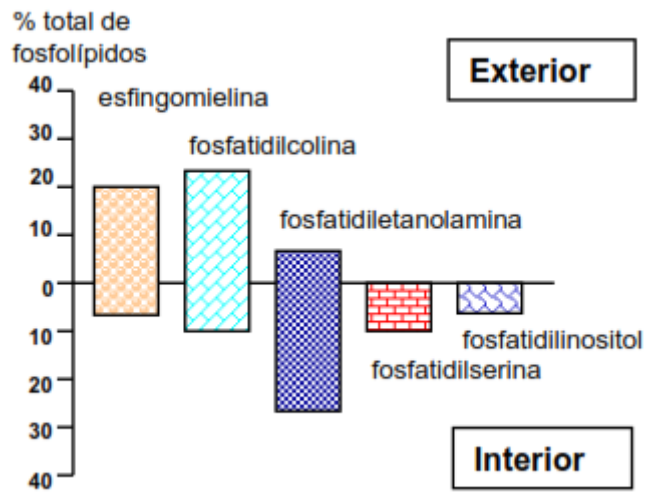 % total de
fosfolípidos
Exterior
40
esfingomielina
30
fosfatidilcolina
20
fosfatidiletanolamina
10
0
fosfatidilinositol
10
fosfatidilserina
20
30
Interior
40